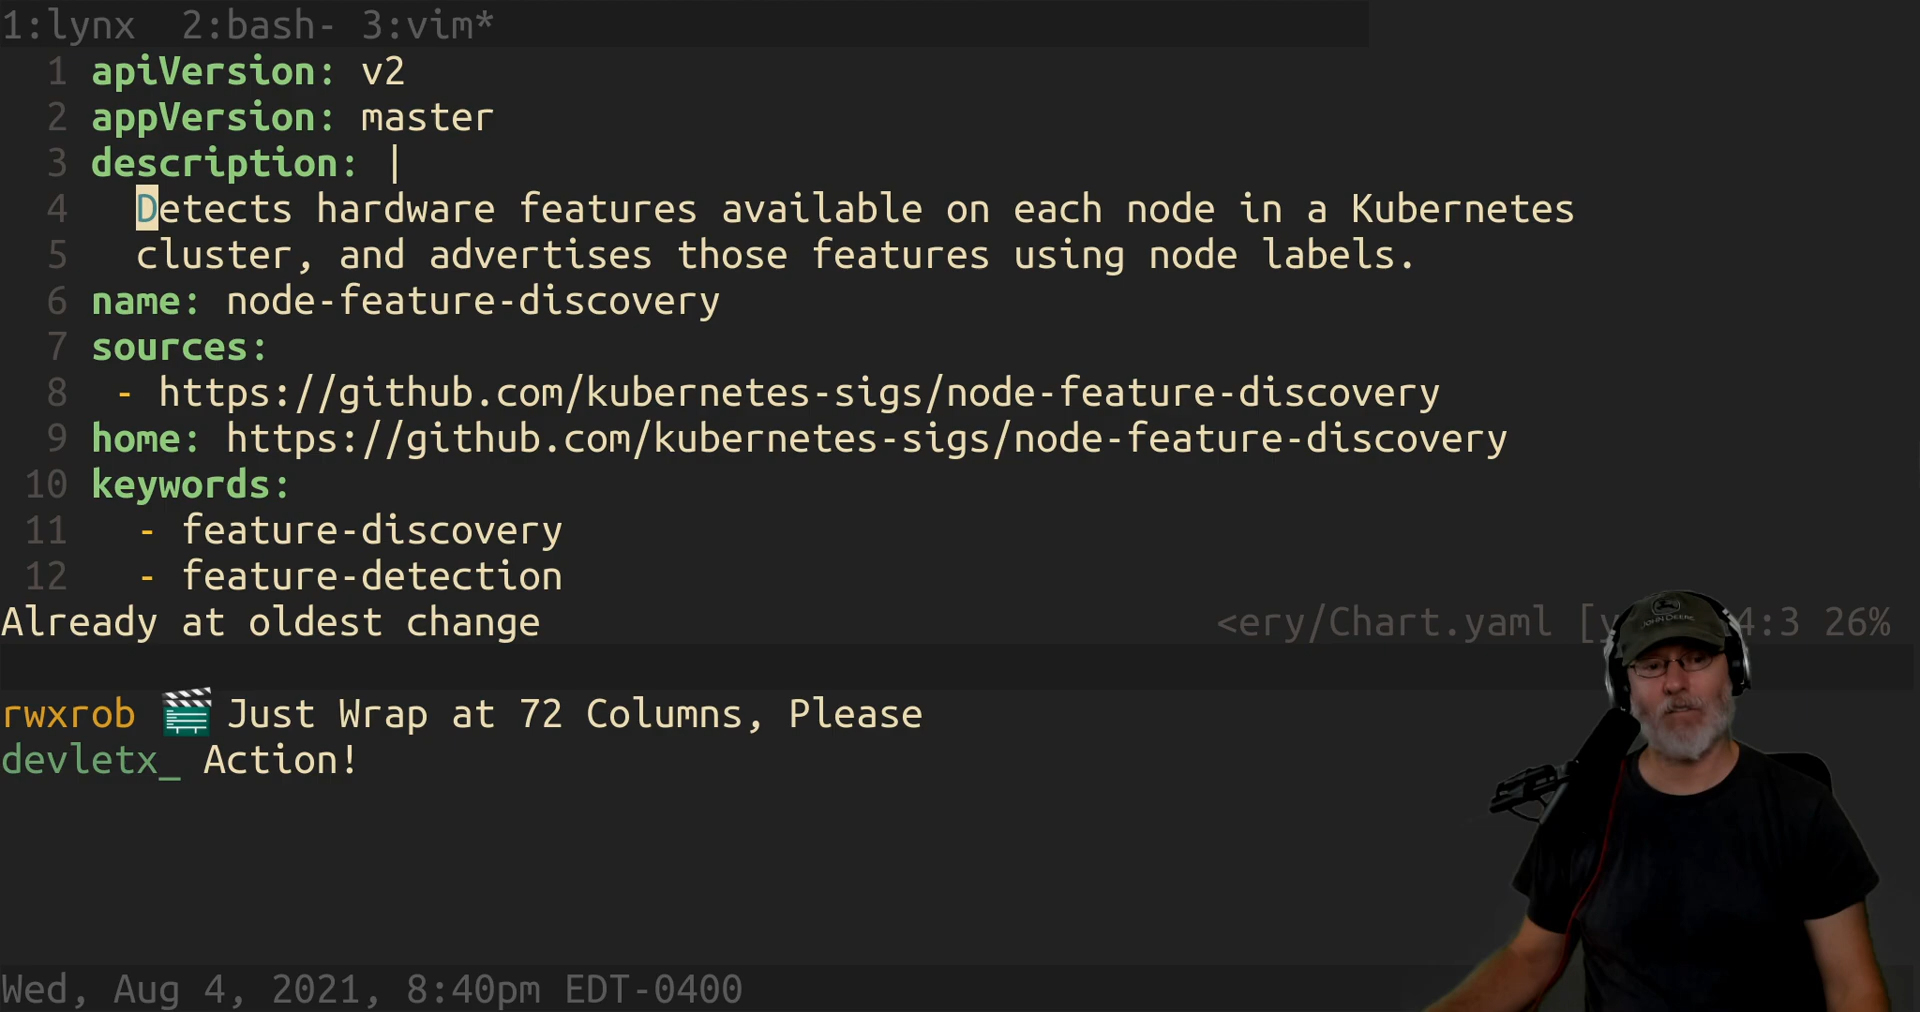 1:lynx 2:bash- 3:vim*
1 apiVersion: v2
2 appVersion: master
3 description: |
4 Detects hardware features available on each node in a Kubernetes
5 cluster, and advertises those features using node labels.
6 name: node-feature-discovery
7 sources:
8 - https://github.com/kubernetes-sigs/node-feature-discovery
9 home: https://github.com/kubernetes-sigs/node-feature-discovery
10 keywords:
11 - feature-discovery
12 - feature-detection
Already at oldest change <ery/Chart.yaml [y 4:3 26%
JOHN DEERE
rwxrob 🎬 Just Wrap at 72 Columns, Please
devletx_ Action!
Wed, Aug 4, 2021, 8:40pm EDT-0400